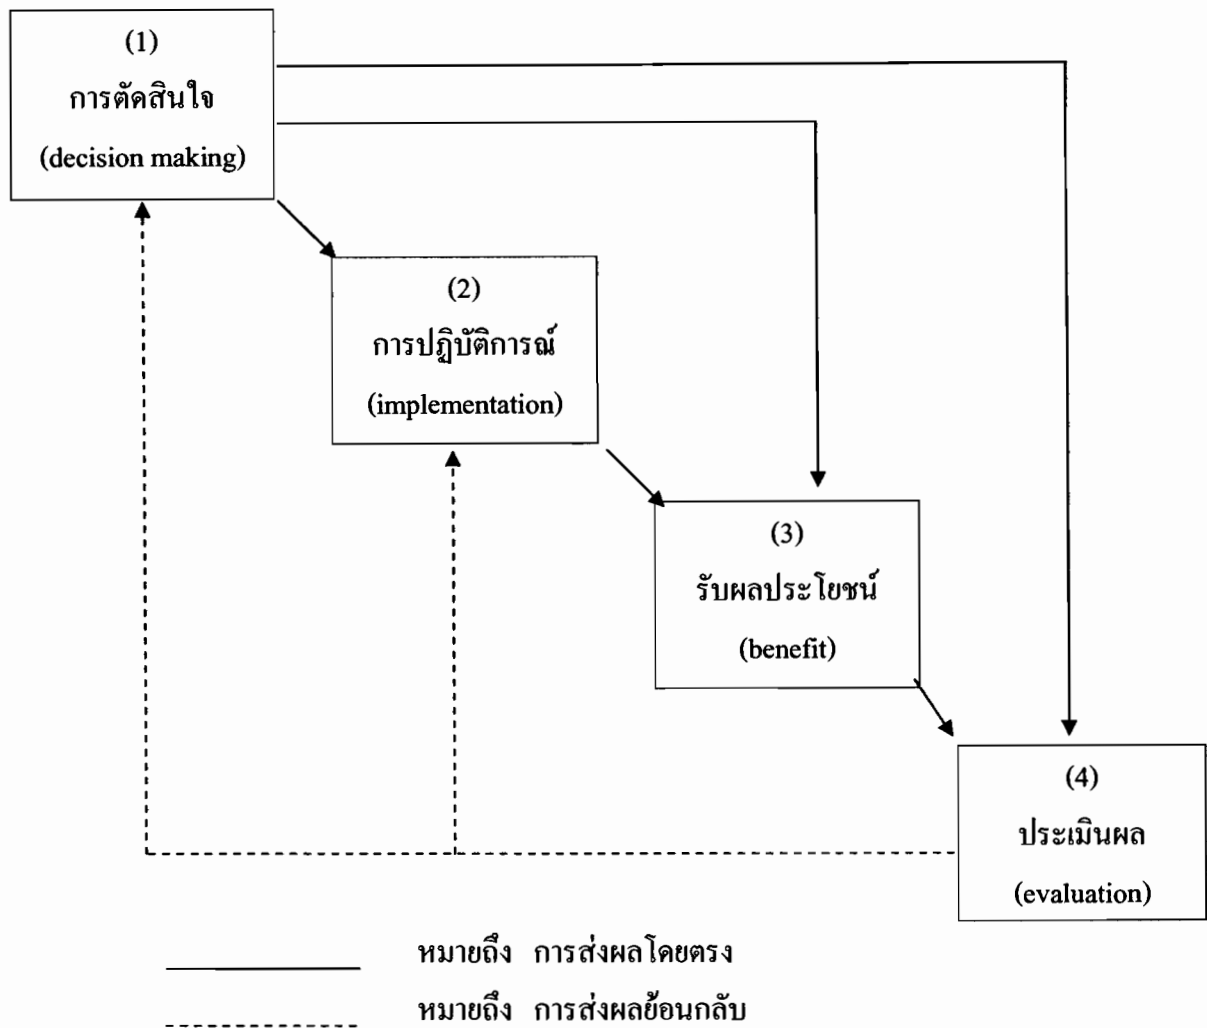 (1)
การตัดสินใจ
(decision making)
(2)
การปฏิบัติการณ์
(implementation)
(3)
รับผลประโยชน์
(benefit)
(4)
ประเมินผล
(evaluation)
หมายถึง การส่งผลโดยตรง
หมายถึง การส่งผลย้อนกลับ